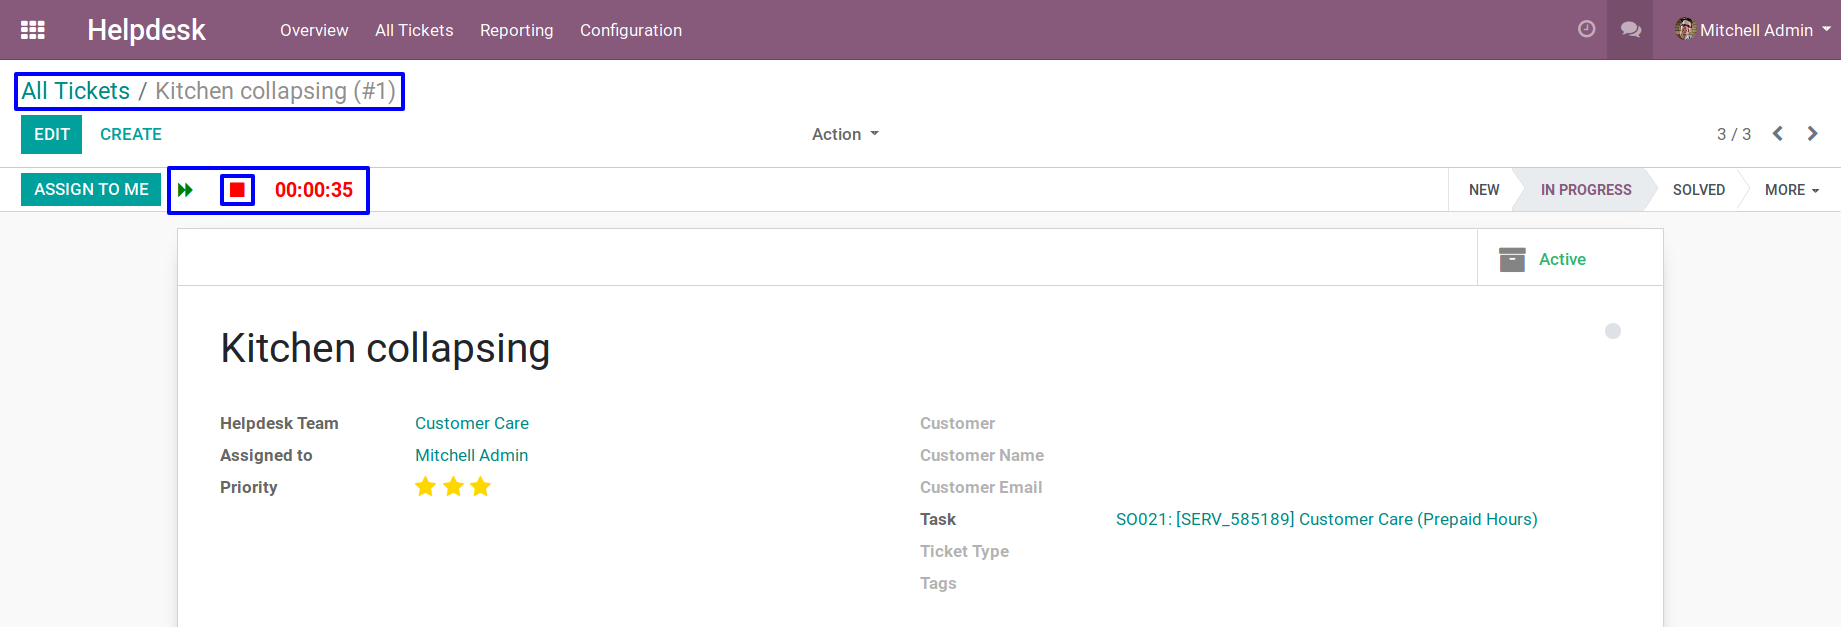 Helpdesk Overview All Tickets Reporting Configuration Mitchell Admin
All Tickets / Kitchen collapsing (#1)
EDIT CREATE Action 3 / 3
ASSIGN TO ME 00:00:35 NEW IN PROGRESS SOLVED MORE
Active
Kitchen collapsing
Helpdesk Team Customer Care
Assigned to Mitchell Admin
Priority
Customer
Customer Name
Customer Email
Task SO021: [SERV_585189] Customer Care (Prepaid Hours)
Ticket Type
Tags